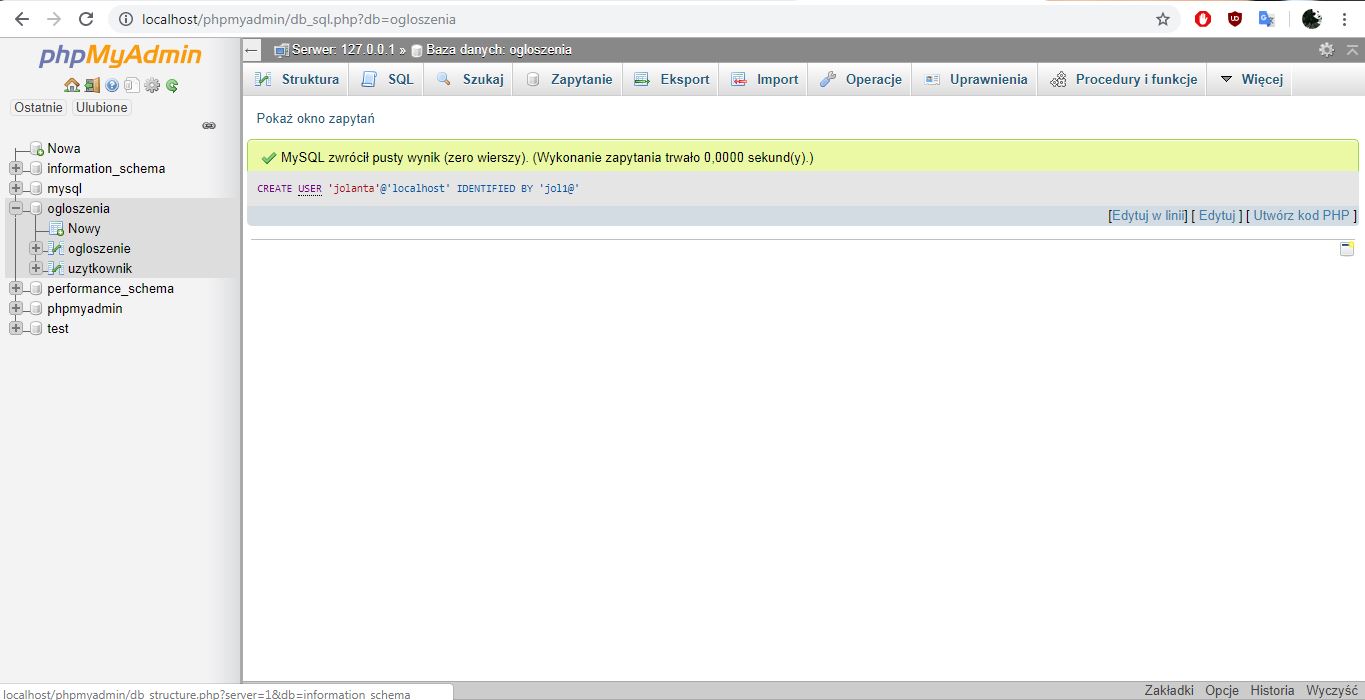 localhost/phpmyadmin/db_sql.php?db=ogloszenia
phpMyAdmin
Ostatnie Ulubione
Nowa
information_schema
mysql
ogloszenia
Nowy
ogloszenie
uzytkownik
performance_schema
phpmyadmin
test
Serwer: 127.0.0.1 » Baza danych: ogloszenia
Struktura SQL Szukaj Zapytanie Eksport Import Operacje Uprawnienia Procedury i funkcje Więcej
Pokaż okno zapytań
MySQL zwrócił pusty wynik (zero wierszy). (Wykonanie zapytania trwało 0,0000 sekund(y).)
CREATE USER 'jolanta'@'localhost' IDENTIFIED BY 'jol1@'
[Edytuj w linii] [ Edytuj ] [ Utwórz kod PHP ]
localhost/phpmyadmin/db_structure.php?server=1&db=information_schema
Zakładki Opcje Historia Wyczyść